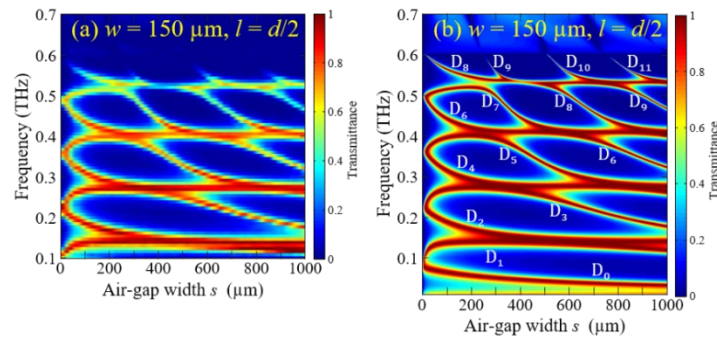 (a) w = 150 µm, l = d/2
0.7
0.6
0.5
0.4
0.3
0.2
0.1
Frequency (THz)
0 200 400 600 800 1000
Air-gap width s (µm)
1
0.8
0.6
0.4
0.2
0
Transmittance
(b) w = 150 µm, l = d/2
0.7
0.6
0.5
0.4
0.3
0.2
0.1
Frequency (THz)
D8 D9 D10 D11
D6 D7 D8 D9
D4 D5 D6
D2 D3
D1
D0
0 200 400 600 800 1000
Air-gap width s (µm)
1
0.8
0.6
0.4
0.2
0
Transmittance